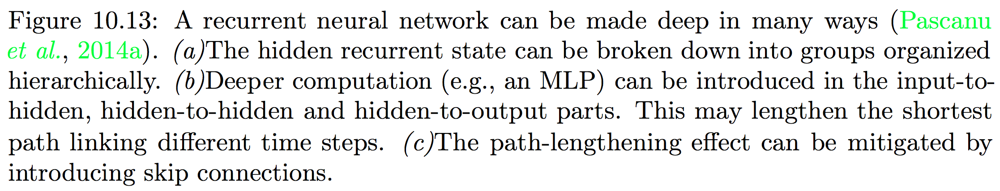 Figure 10.13: A recurrent neural network can be made deep in many ways (Pascanu
et al., 2014a). (a)The hidden recurrent state can be broken down into groups organized
hierarchically. (b)Deeper computation (e.g., an MLP) can be introduced in the input-to-
hidden, hidden-to-hidden and hidden-to-output parts. This may lengthen the shortest
path linking different time steps. (c)The path-lengthening effect can be mitigated by
introducing skip connections.